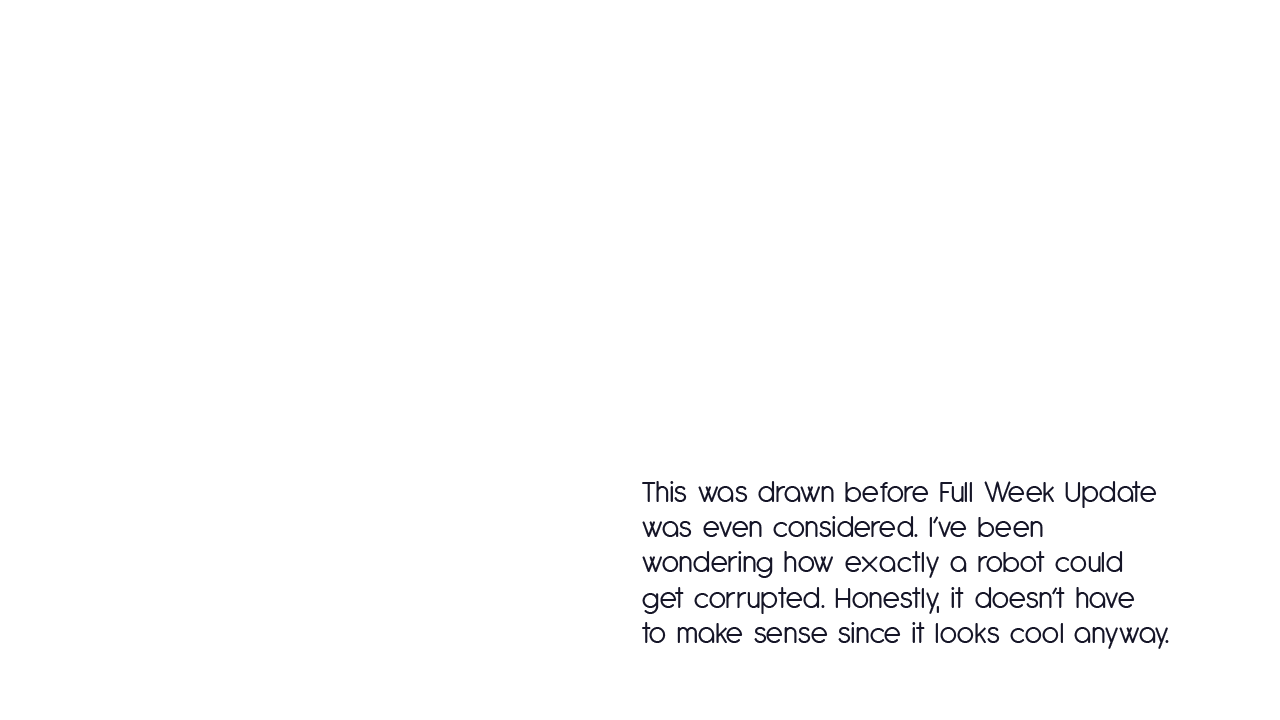 This was drawn before Full Week Update
was even considered. I've been
wondering how exactly a robot could
get corrupted. Honestly, it doesn't have
to make sense since it looks cool anyway.